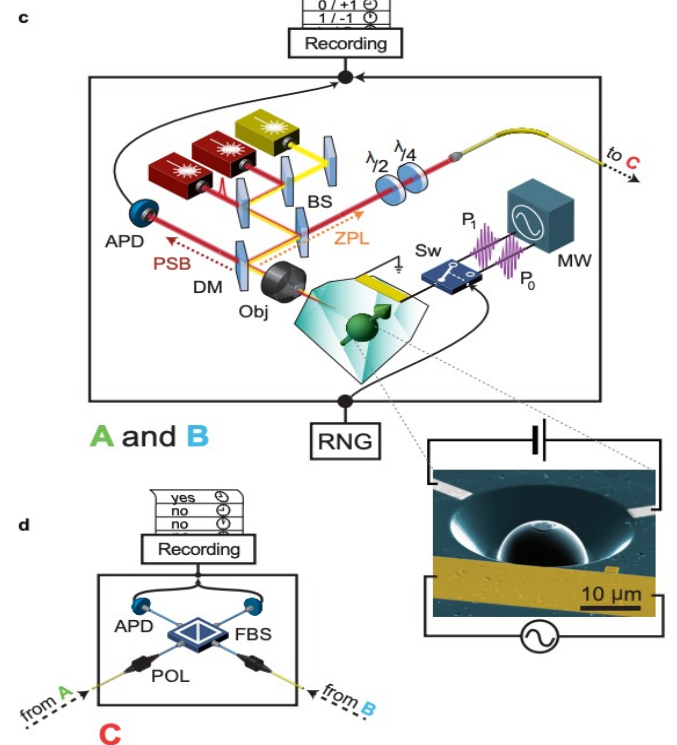 c
0 / +1
1 / -1
Recording
to C
λ/2
λ/4
BS
APD
ZPL
P1
Sw
MW
PSB
DM
P0
Obj
A and B
RNG
d
yes
no
no
Recording
10 µm
APD
FBS
POL
from A
from B
C